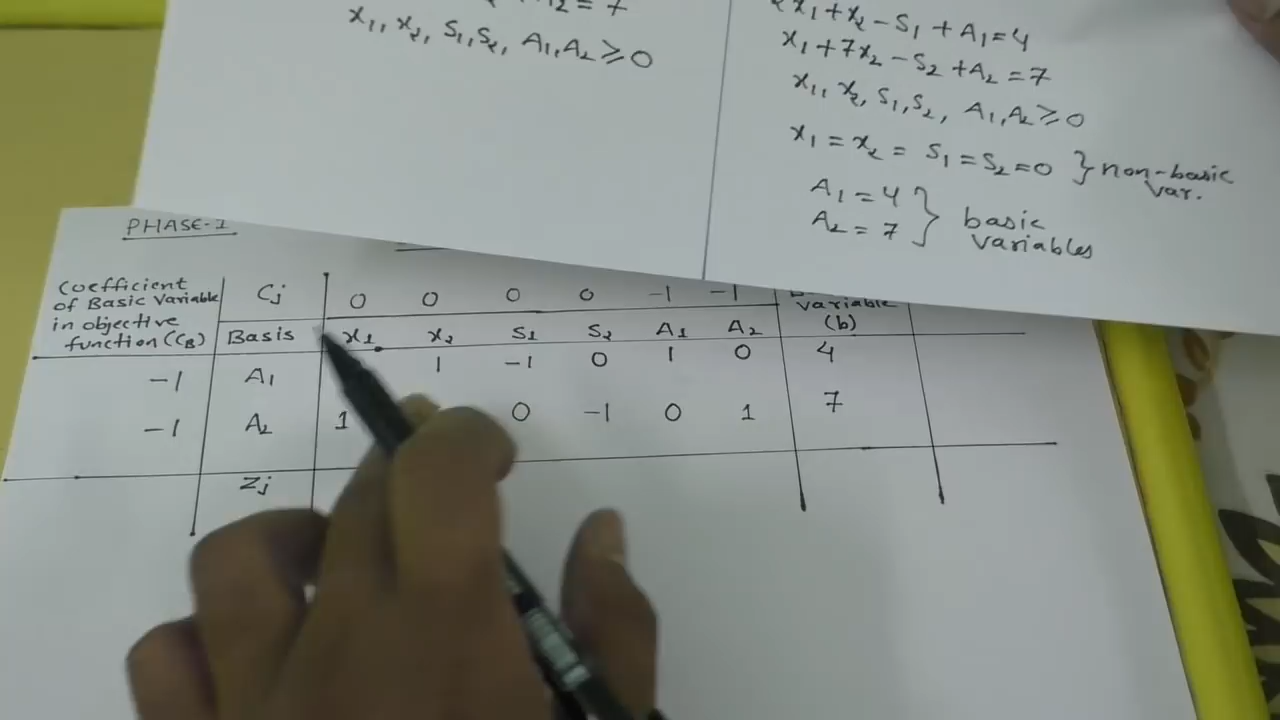 x₁, x₂, S₁, S₂, A₁, A₂ ≥ 0
x₁ + x₂ - S₁ + A₁ = 4
x₁ + 7x₂ - S₂ + A₂ = 7
x₁, x₂, S₁, S₂, A₁, A₂ ≥ 0
x₁ = x₂ = S₁ = S₂ = 0 } non-basic var.
A₁ = 4
A₂ = 7 } basic variables
PHASE-I
Coefficient of Basic Variable in objective function (CB)
Cj 0 0 0 0 -1 -1 variable (b)
Basis x₁ x₂ S₁ S₂ A₁ A₂
-1 A₁ 1 -1 0 1 0 4
-1 A₂ 1 0 -1 0 1 7
Zj